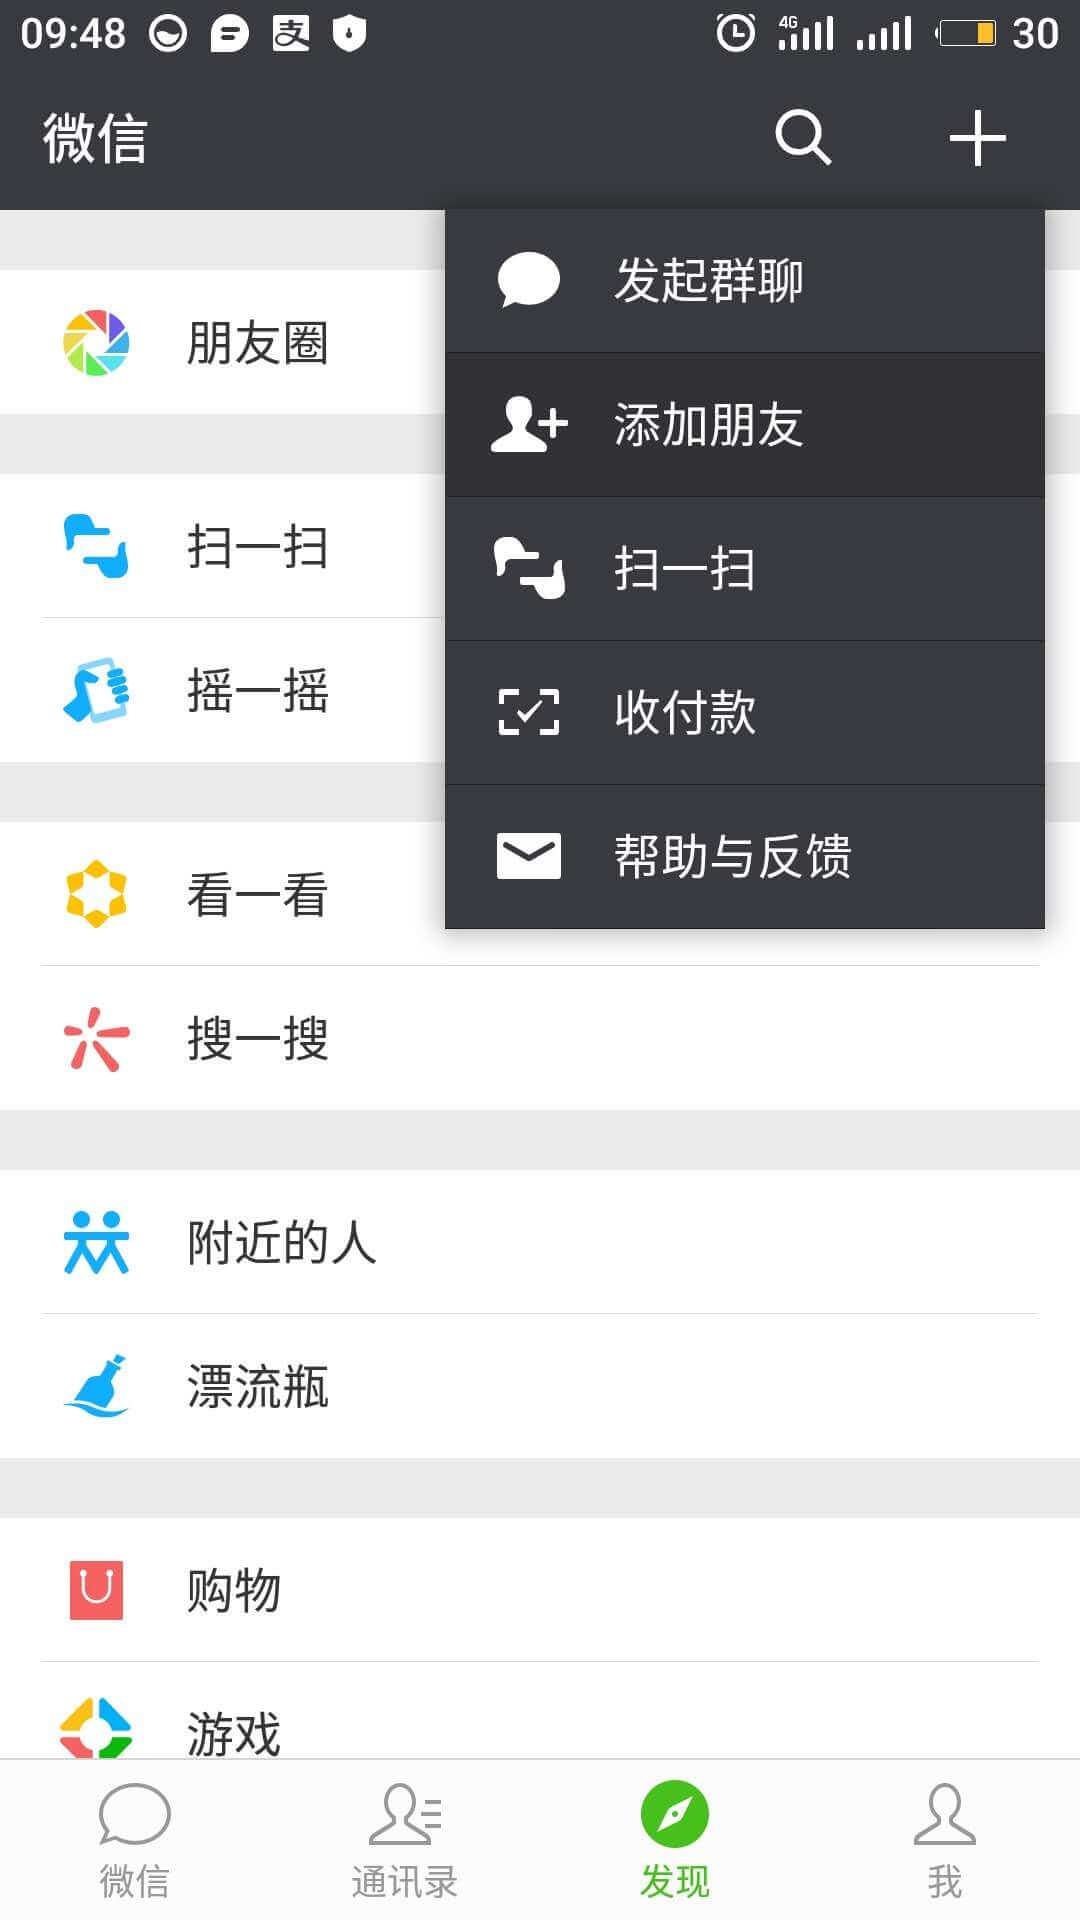 09:48 支 4G 30
微信
发起群聊
添加朋友
扫一扫
收付款
帮助与反馈
朋友圈
扫一扫
摇一摇
看一看
搜一搜
附近的人
漂流瓶
购物
游戏
微信 通讯录 发现 我